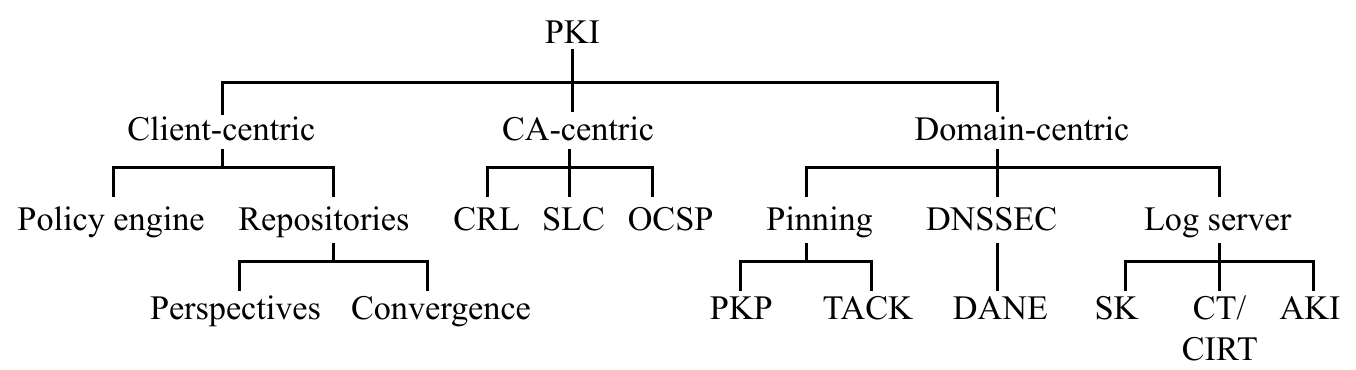 PKI
Client-centric CA-centric Domain-centric
Policy engine Repositories CRL SLC OCSP Pinning DNSSEC Log server
Perspectives Convergence PKP TACK DANE SK CT/ AKI
CIRT